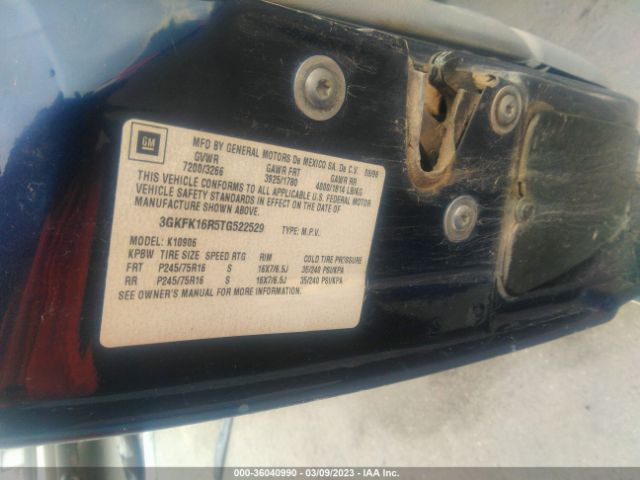 GM
MFD BY GENERAL MOTORS De MEXICO SA. De C.V. 08/96
GVWR GAWR FRT GAWR RR
7200/3266 3925/1780 4000/1814 LB/KG
THIS VEHICLE CONFORMS TO ALL APPLICABLE U.S. FEDERAL MOTOR
VEHICLE SAFETY STANDARDS IN EFFECT ON THE DATE OF
MANUFACTURE SHOWN ABOVE.
3GKFK16R5TG522529 TYPE: M.P.V.
MODEL: K10906
KPBW TIRE SIZE SPEED RTG RIM COLD TIRE PRESSURE
FRT P245/75R16 S 16X7/6.5J 35/240 PSI/KPA
RR P245/75R16 S 16X7/6.5J 35/240 PSI/KPA
SEE OWNER'S MANUAL FOR MORE INFORMATION
000-36040990 — 03/09/2023 — IAA Inc.